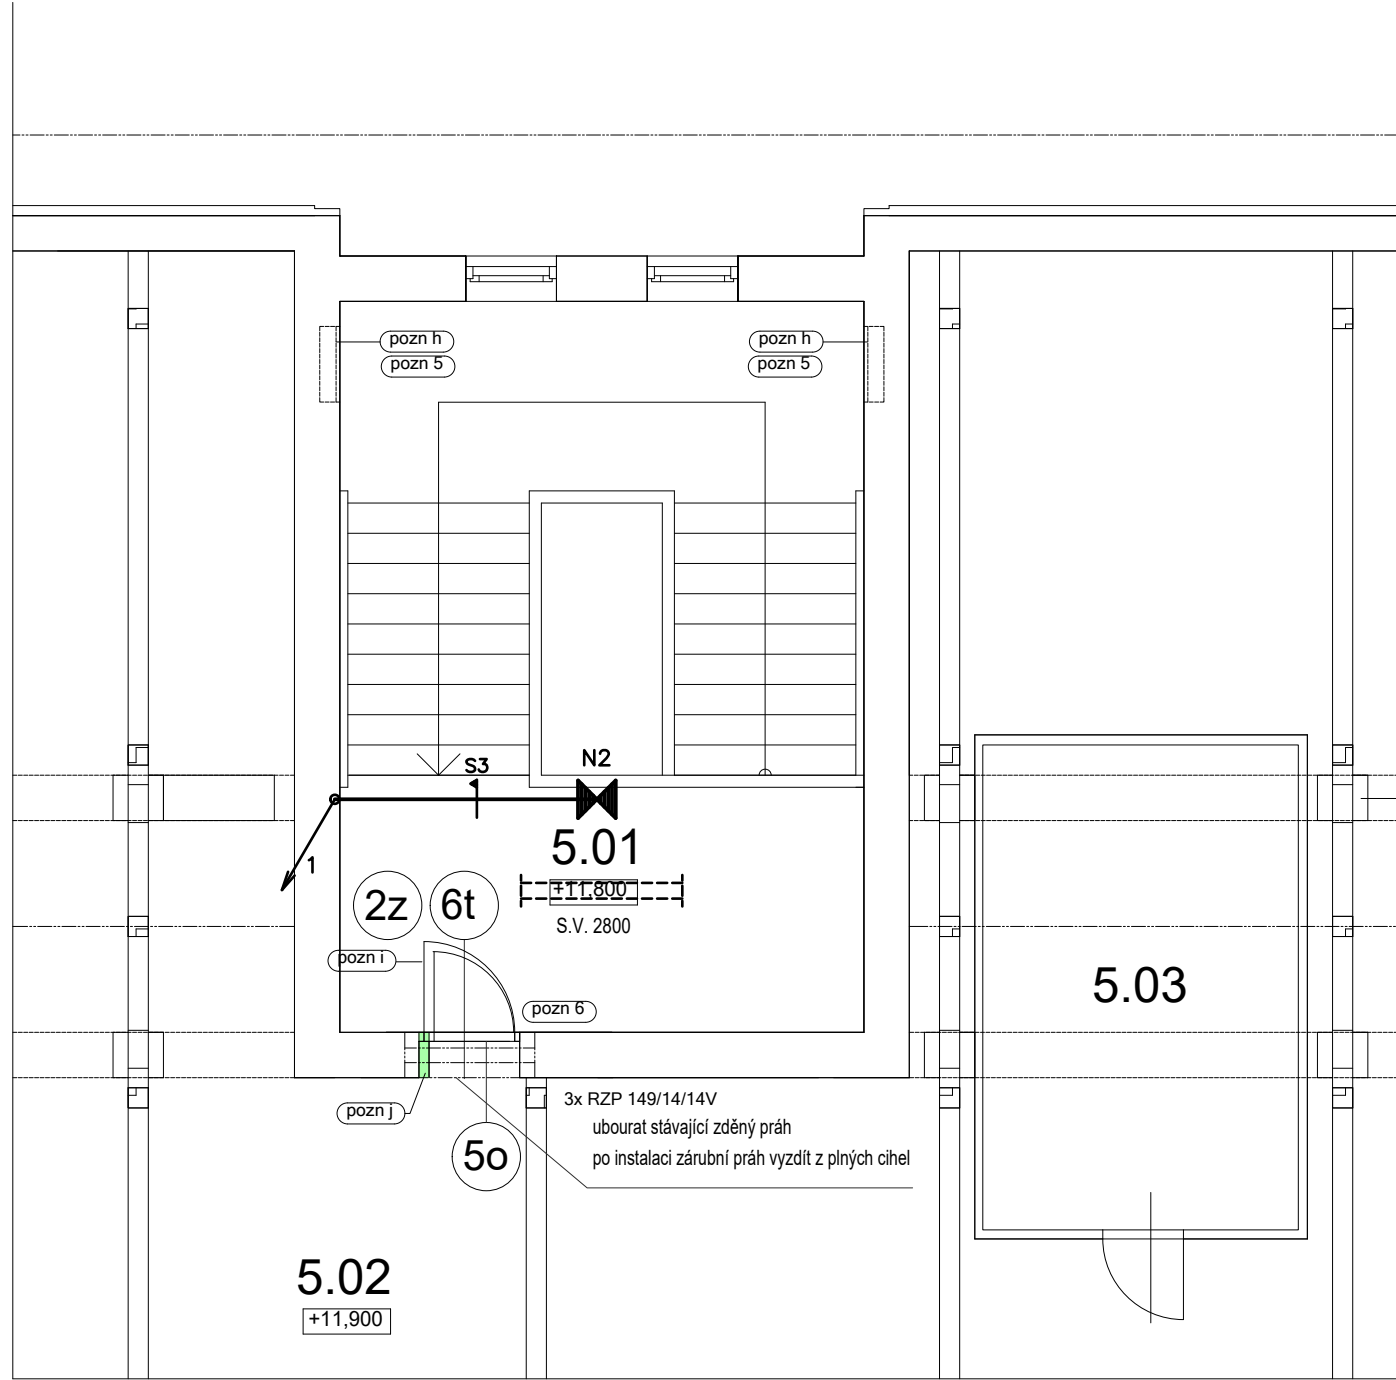 pozn h
pozn h
pozn 5
pozn 5
S3
N2
5.01
1
+11,800
2z
6t
S.V. 2800
pozn i
5.03
pozn 6
3x RZP 149/14/14V
pozn j
ubourat stávající zděný práh
5o
po instalaci zárubní práh vyzdít z plných cihel
5.02
+11,900